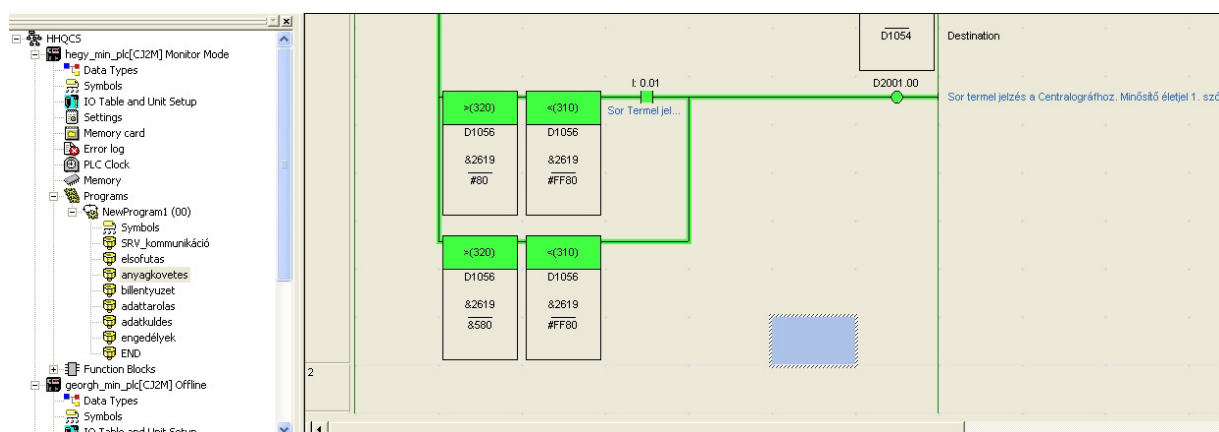 HHQCS
hegy_min_plc[CJ2M] Monitor Mode
Data Types
Symbols
IO Table and Unit Setup
Settings
Memory card
Error log
PLC Clock
Memory
Programs
NewProgram1 (00)
Symbols
SRV_kommunikáció
elsofutas
anyagkovetes
billentyuzet
adattarolas
adatkuldes
engedélyek
END
Function Blocks
georgh_min_plc[CJ2M] Offline
Data Types
Symbols
IO Table and Unit Setup
D1054
Destination
>(320)
D1056
&2619
#80
<(310)
D1056
&2619
#FF80
I: 0.01
Sor Termel jel...
D2001.00
Sor termel jelzés a Centralográfhoz. Minősítő életjel 1. szó
>(320)
D1056
&2619
&580
<(310)
D1056
&2619
#FF80
2